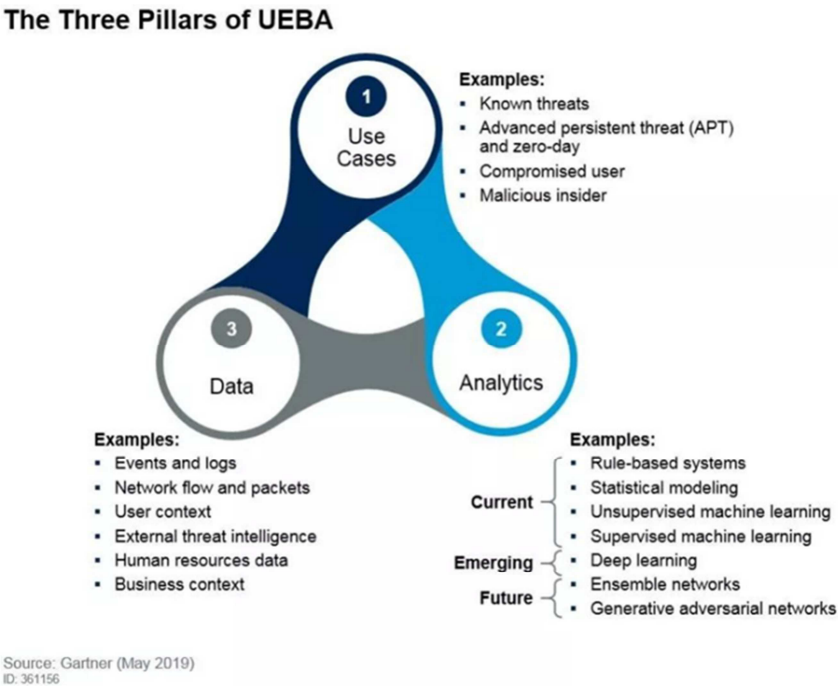 The Three Pillars of UEBA
1
Use
Cases
Examples:
▪ Known threats
▪ Advanced persistent threat (APT)
and zero-day
▪ Compromised user
▪ Malicious insider
3
Data
2
Analytics
Examples:
▪ Events and logs
▪ Network flow and packets
▪ User context
▪ External threat intelligence
▪ Human resources data
▪ Business context
Examples:
Current
▪ Rule-based systems
▪ Statistical modeling
▪ Unsupervised machine learning
▪ Supervised machine learning
Emerging
▪ Deep learning
Future
▪ Ensemble networks
▪ Generative adversarial networks
Source: Gartner (May 2019)
ID: 361156